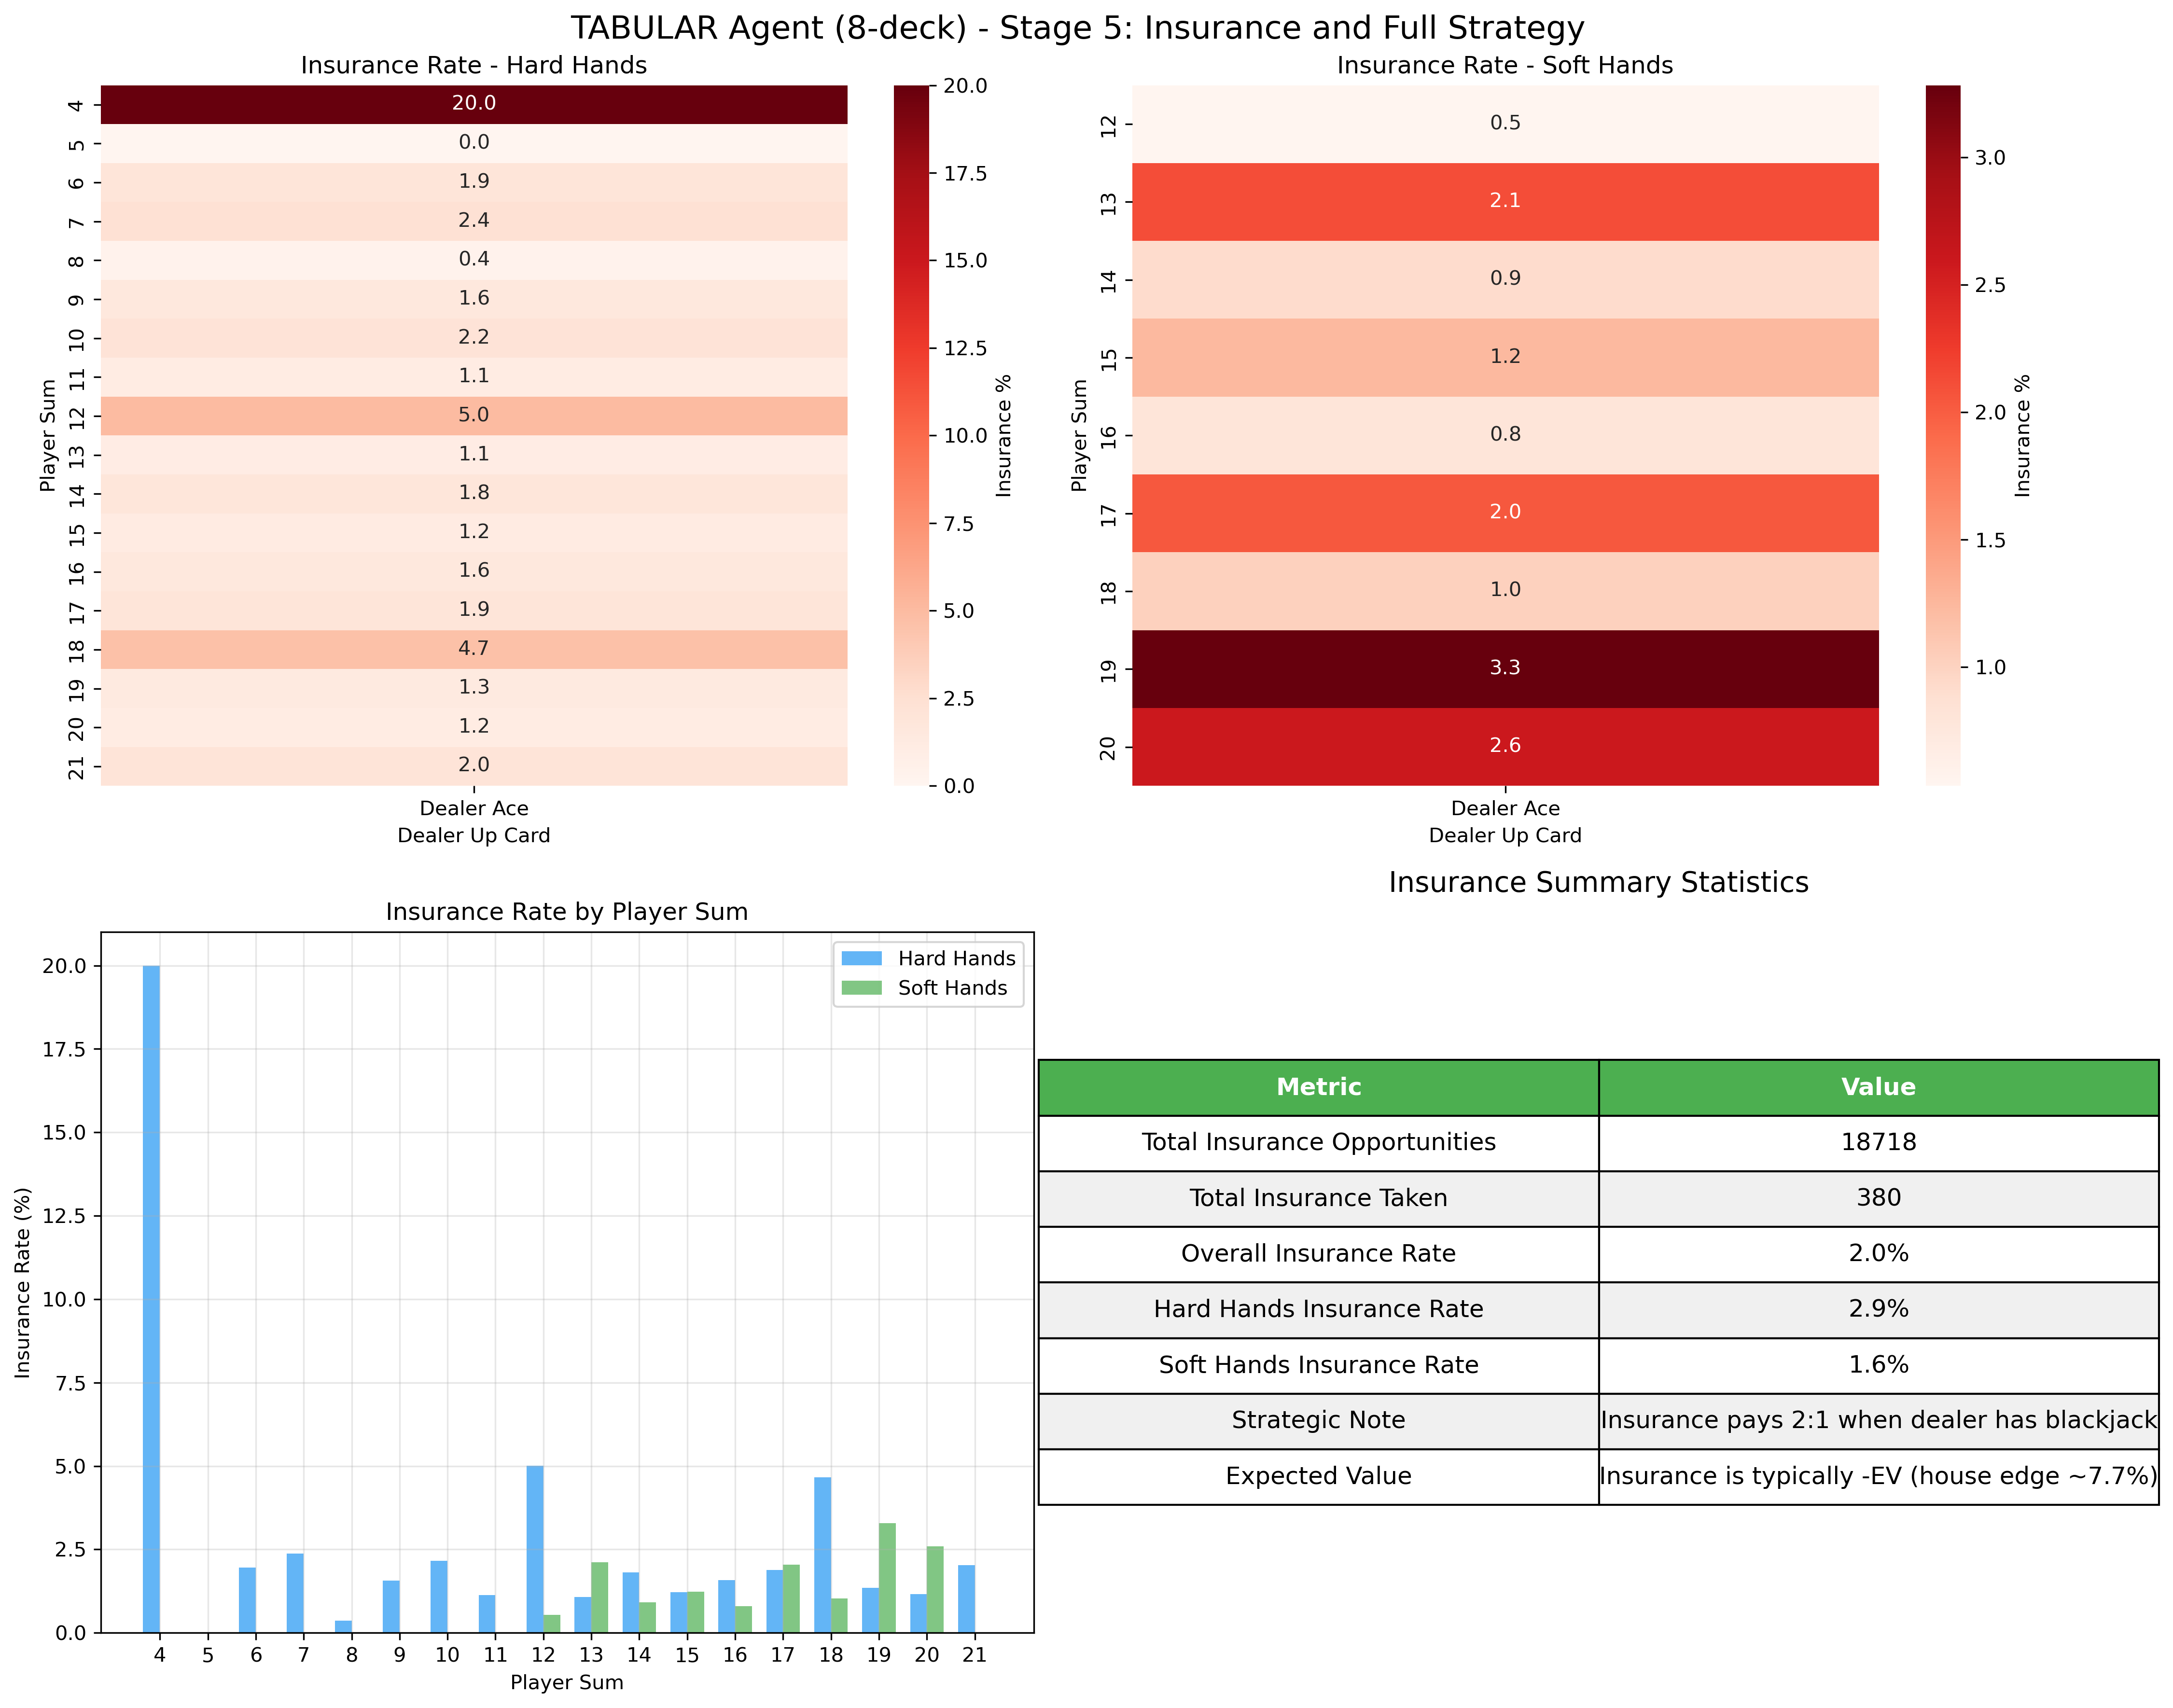 TABULAR Agent (8-deck) - Stage 5: Insurance and Full Strategy
Insurance Rate - Hard Hands
Player Sum
4
5
6
7
8
9
10
11
12
13
14
15
16
17
18
19
20
21
20.0
0.0
1.9
2.4
0.4
1.6
2.2
1.1
5.0
1.1
1.8
1.2
1.6
1.9
4.7
1.3
1.2
2.0
Dealer Ace
Dealer Up Card
20.0
17.5
15.0
12.5
10.0
7.5
5.0
2.5
0.0
Insurance %
Insurance Rate - Soft Hands
Player Sum
12
13
14
15
16
17
18
19
20
0.5
2.1
0.9
1.2
0.8
2.0
1.0
3.3
2.6
Dealer Ace
Dealer Up Card
3.0
2.5
2.0
1.5
1.0
Insurance %
Insurance Rate by Player Sum
Insurance Rate (%)
20.0
17.5
15.0
12.5
10.0
7.5
5.0
2.5
0.0
Hard Hands
Soft Hands
4 5 6 7 8 9 10 11 12 13 14 15 16 17 18 19 20 21
Player Sum
Insurance Summary Statistics
Metric Value
Total Insurance Opportunities 18718
Total Insurance Taken 380
Overall Insurance Rate 2.0%
Hard Hands Insurance Rate 2.9%
Soft Hands Insurance Rate 1.6%
Strategic Note Insurance pays 2:1 when dealer has blackjack
Expected Value Insurance is typically -EV (house edge ~7.7%)